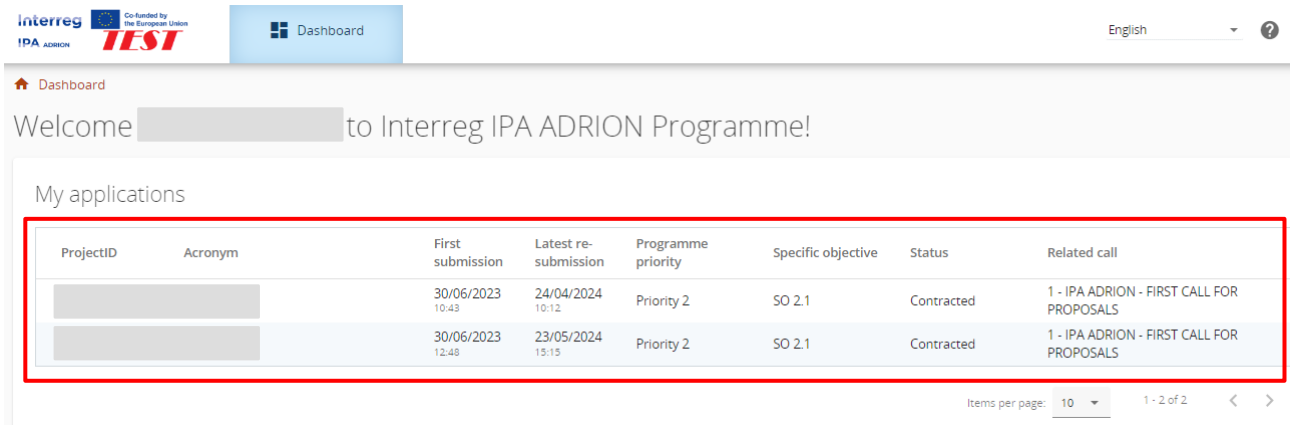 Interreg Co-funded by
the European Union
IPA ADRION TEST
Dashboard
English
Dashboard
Welcome to Interreg IPA ADRION Programme!
My applications
ProjectID Acronym First submission Latest re-submission Programme priority Specific objective Status Related call
30/06/2023 10:43 24/04/2024 10:12 Priority 2 SO 2.1 Contracted 1 - IPA ADRION - FIRST CALL FOR PROPOSALS
30/06/2023 12:48 23/05/2024 15:15 Priority 2 SO 2.1 Contracted 1 - IPA ADRION - FIRST CALL FOR PROPOSALS
Items per page: 10 1 - 2 of 2